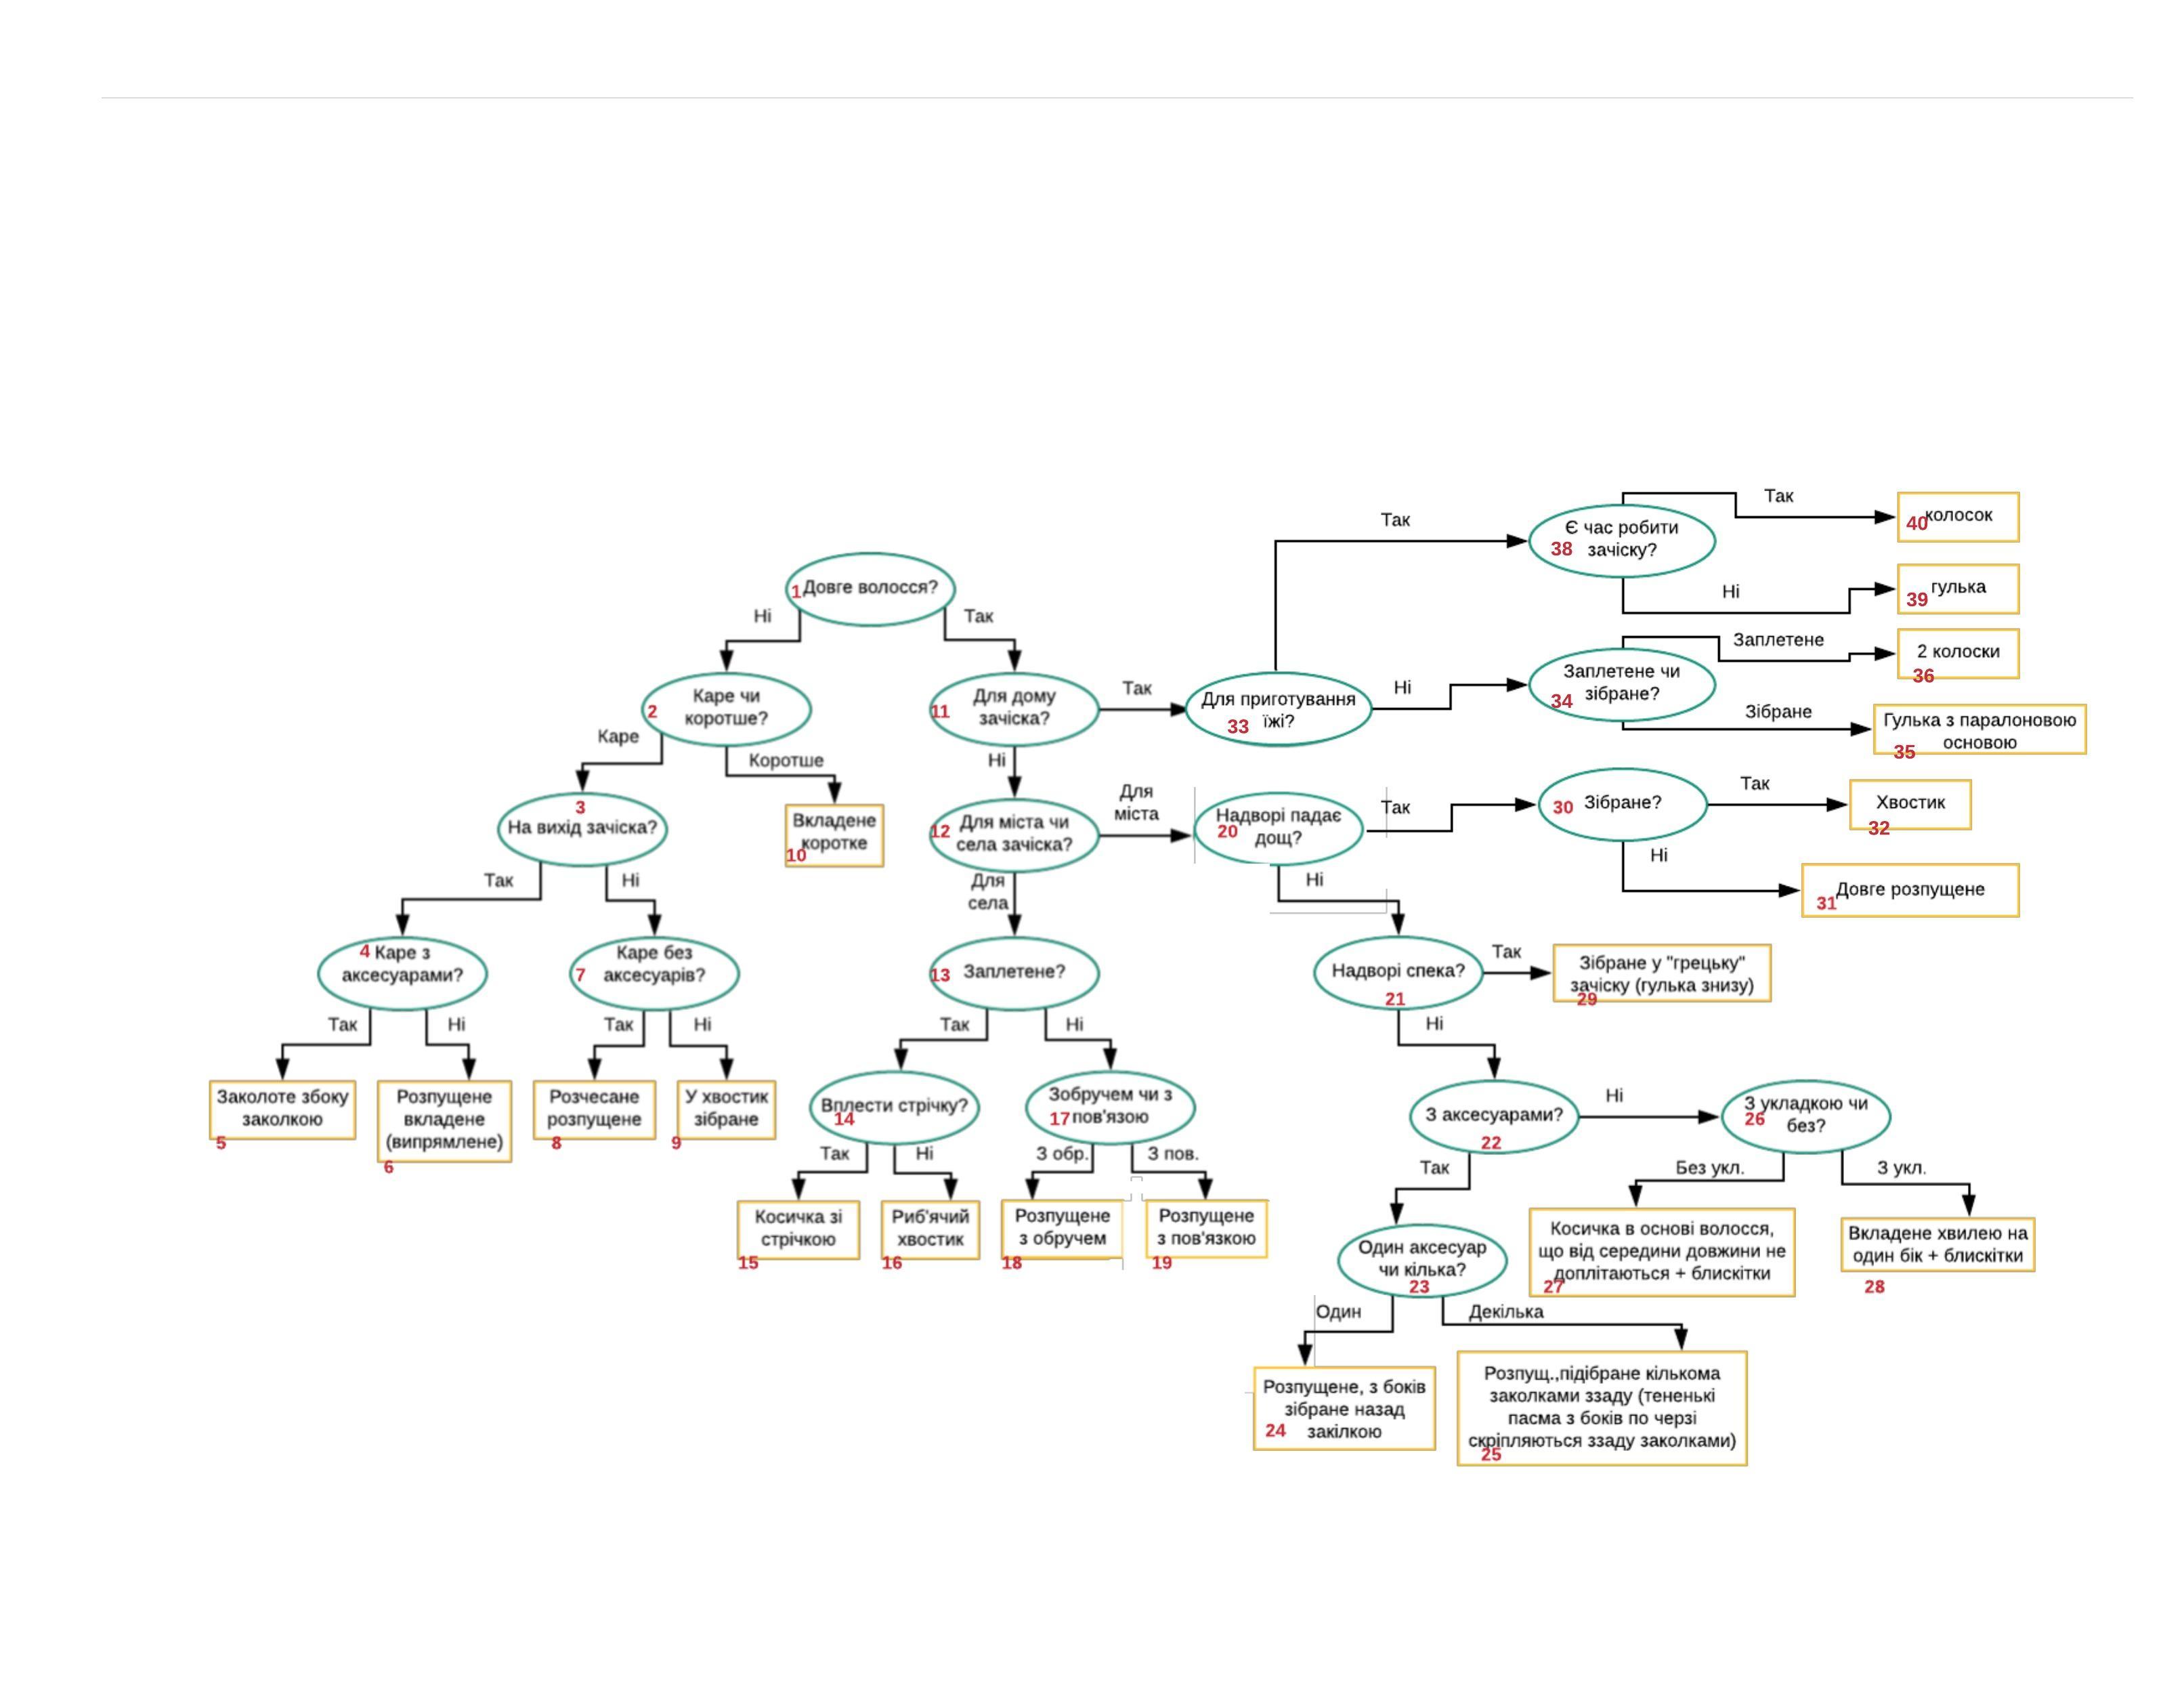 Так
40
колосок
Є час робити
38 зачіску?
Так
Ні
39
гулька
1 Довге волосся?
Ні
Так
Заплетене
2 колоски
36
Каре чи
2
коротше?
Для дому
11
зачіска?
Так
Для приготування
33 їжі?
Ні
Заплетене чи
34 зібране?
Зібране
Гулька з паралоновою
основою
35
Каре
Коротше
Ні
3
На вихід зачіска?
Вкладене
коротке
10
Для міста чи
12
села зачіска?
Для
міста
Надворі падає
20
дощ?
Так
30 Зібране?
Так
Хвостик
32
Ні
31
Довге розпущене
Так
Ні
Для
села
Ні
4 Каре з
аксесуарами?
Каре без
7
аксесуарів?
13 Заплетене?
Надворі спека?
21
Так
Зібране у "грецьку"
зачіску (гулька знизу)
29
Так
Ні
Так
Ні
Так
Ні
Ні
Заколоте збоку
заколкою
5
Розпущене
вкладене
(випрямлене)
6
Розчесане
розпущене
8
У хвостик
зібране
9
Вплести стрічку?
14
Зобручем чи з
17 пов'язою
З аксесуарами?
22
Ні
З укладкою чи
26
без?
Так
Ні
З обр.
З пов.
Так
Без укл.
З укл.
Косичка зі
стрічкою
15
Риб'ячий
хвостик
16
Розпущене
з обручем
18
Розпущене
з пов'язкою
19
Один аксесуар
чи кілька?
23
Косичка в основі волосся,
що від середини довжини не
доплітаються + блискітки
27
Вкладене хвилею на
один бік + блискітки
28
Один
Декілька
Розпущене, з боків
зібране назад
24 закілкою
Розпущ.,підібране кількома
заколками ззаду (тененькі
пасма з боків по черзі
скріпляються ззаду заколками)
25